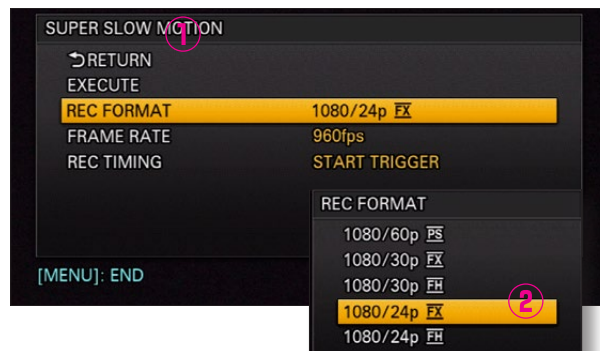 SUPER SLOW MOTION
①
⮌RETURN
EXECUTE
REC FORMAT 1080/24p FX
FRAME RATE 960fps
REC TIMING START TRIGGER
[MENU]: END
REC FORMAT
1080/60p PS
1080/30p FX
1080/30p FH
1080/24p FX
②
1080/24p FH